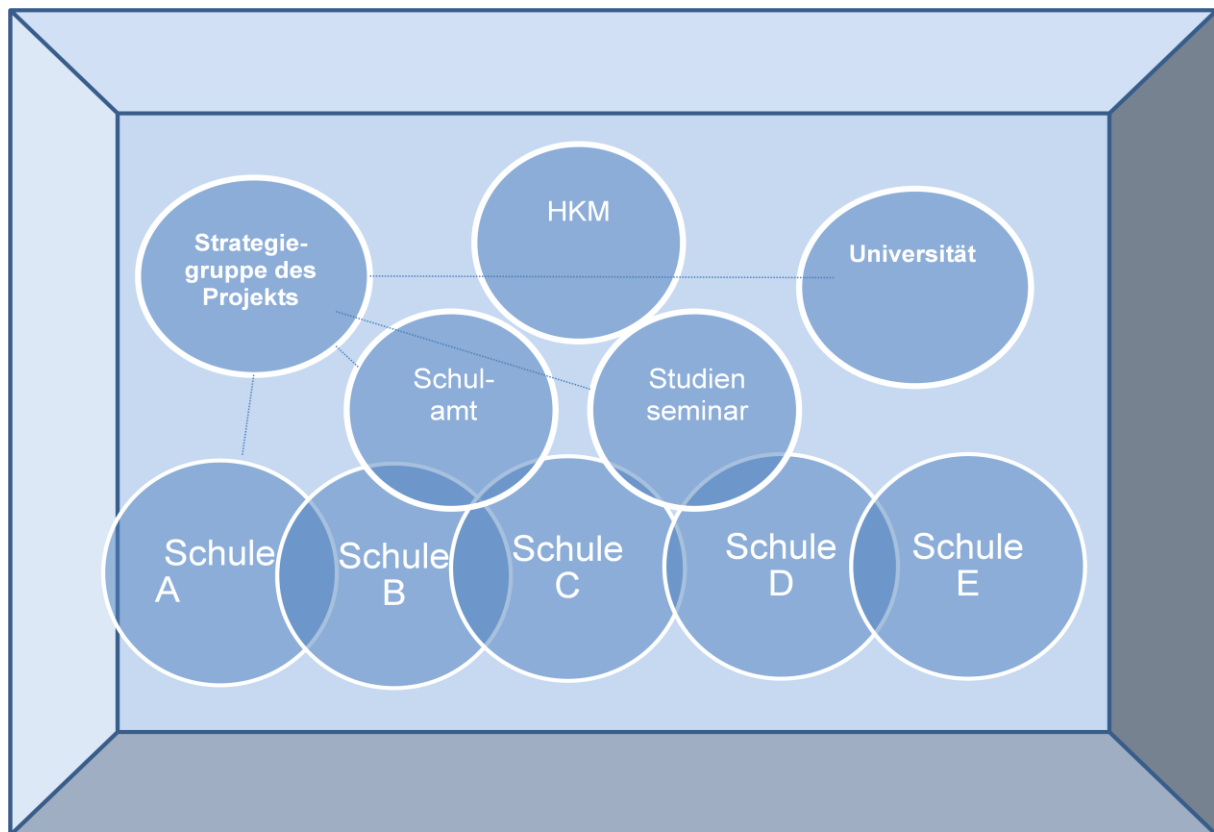 HKM
Strategie-
gruppe des
Projekts
Universität
Schul-
amt
Studien
seminar
Schule
A
Schule
B
Schule
C
Schule
D
Schule
E